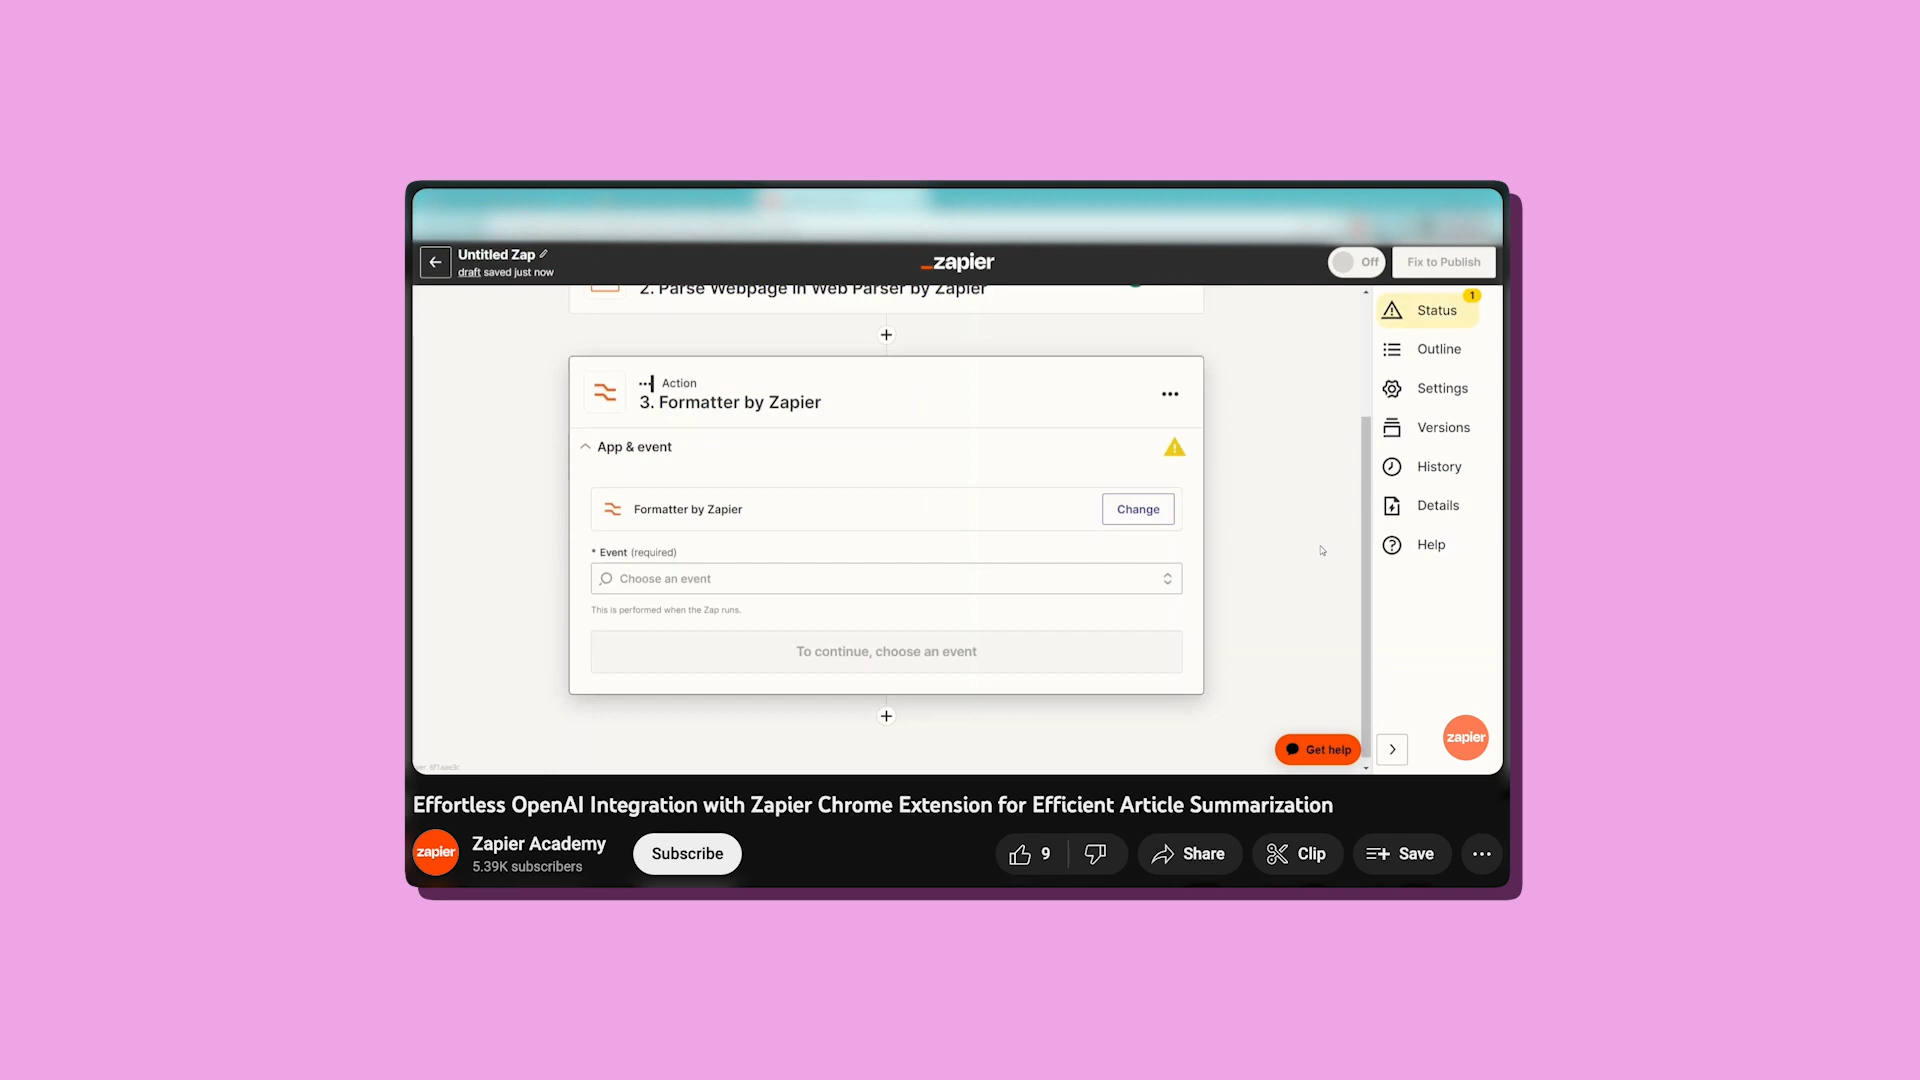 Untitled Zap
draft saved just now
zapier
Off
Fix to Publish
2. Parse Webpage in Web Parser by Zapier
Action
3. Formatter by Zapier
App & event
Formatter by Zapier
Change
* Event (required)
Choose an event
This is performed when the Zap runs.
To continue, choose an event
1
Status
Outline
Settings
Versions
History
Details
Help
Get help
zapier
Effortless OpenAI Integration with Zapier Chrome Extension for Efficient Article Summarization
zapier
Zapier Academy
5.39K subscribers
Subscribe
9
Share
Clip
Save